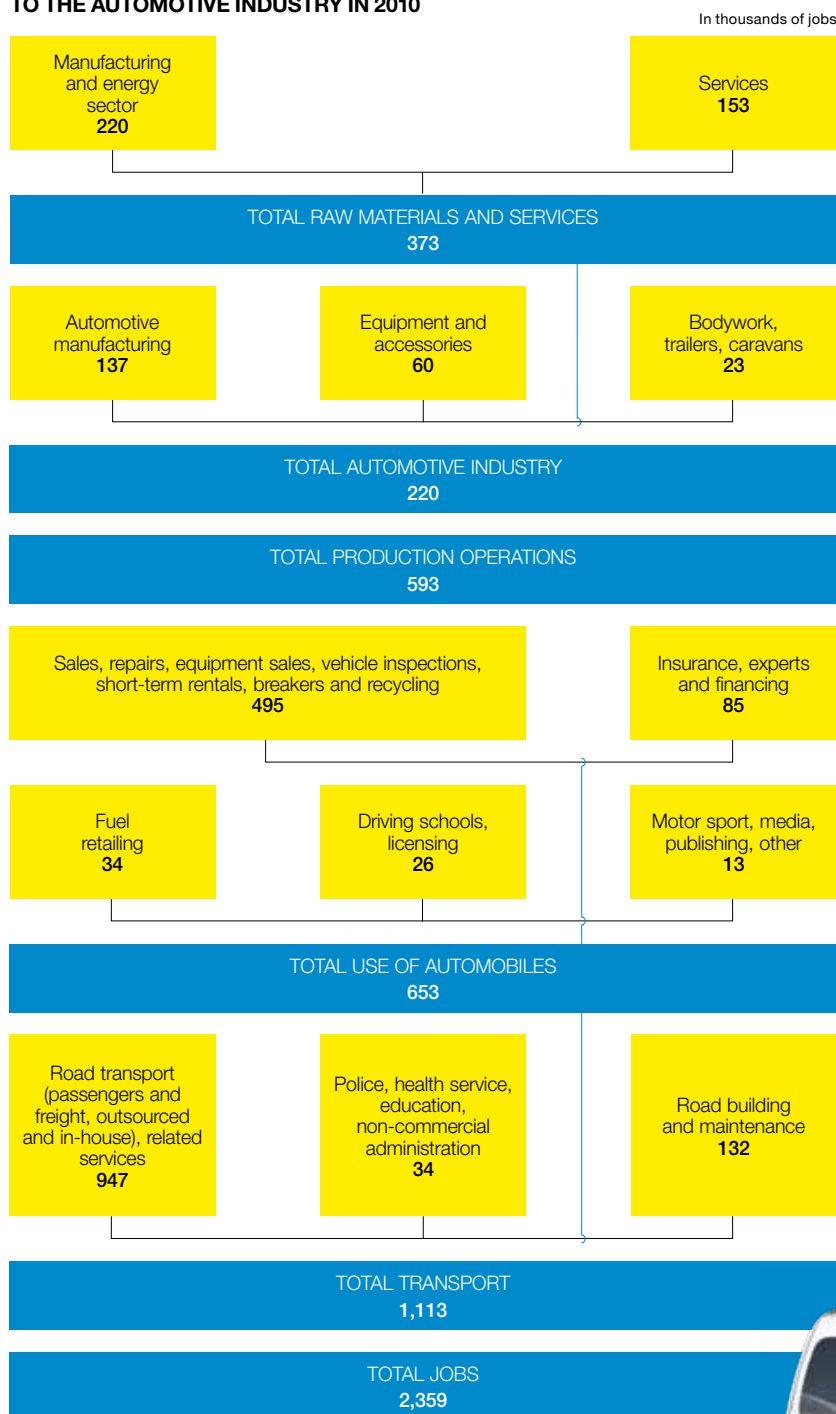 TO THE AUTOMOTIVE INDUSTRY IN 2010
In thousands of jobs
Manufacturing
and energy
sector
220
Services
153
TOTAL RAW MATERIALS AND SERVICES
373
Automotive
manufacturing
137
Equipment and
accessories
60
Bodywork,
trailers, caravans
23
TOTAL AUTOMOTIVE INDUSTRY
220
TOTAL PRODUCTION OPERATIONS
593
Sales, repairs, equipment sales, vehicle inspections,
short-term rentals, breakers and recycling
495
Insurance, experts
and financing
85
Fuel
retailing
34
Driving schools,
licensing
26
Motor sport, media,
publishing, other
13
TOTAL USE OF AUTOMOBILES
653
Road transport
(passengers and
freight, outsourced
and in-house), related
services
947
Police, health service,
education,
non-commercial
administration
34
Road building
and maintenance
132
TOTAL TRANSPORT
1,113
TOTAL JOBS
2,359